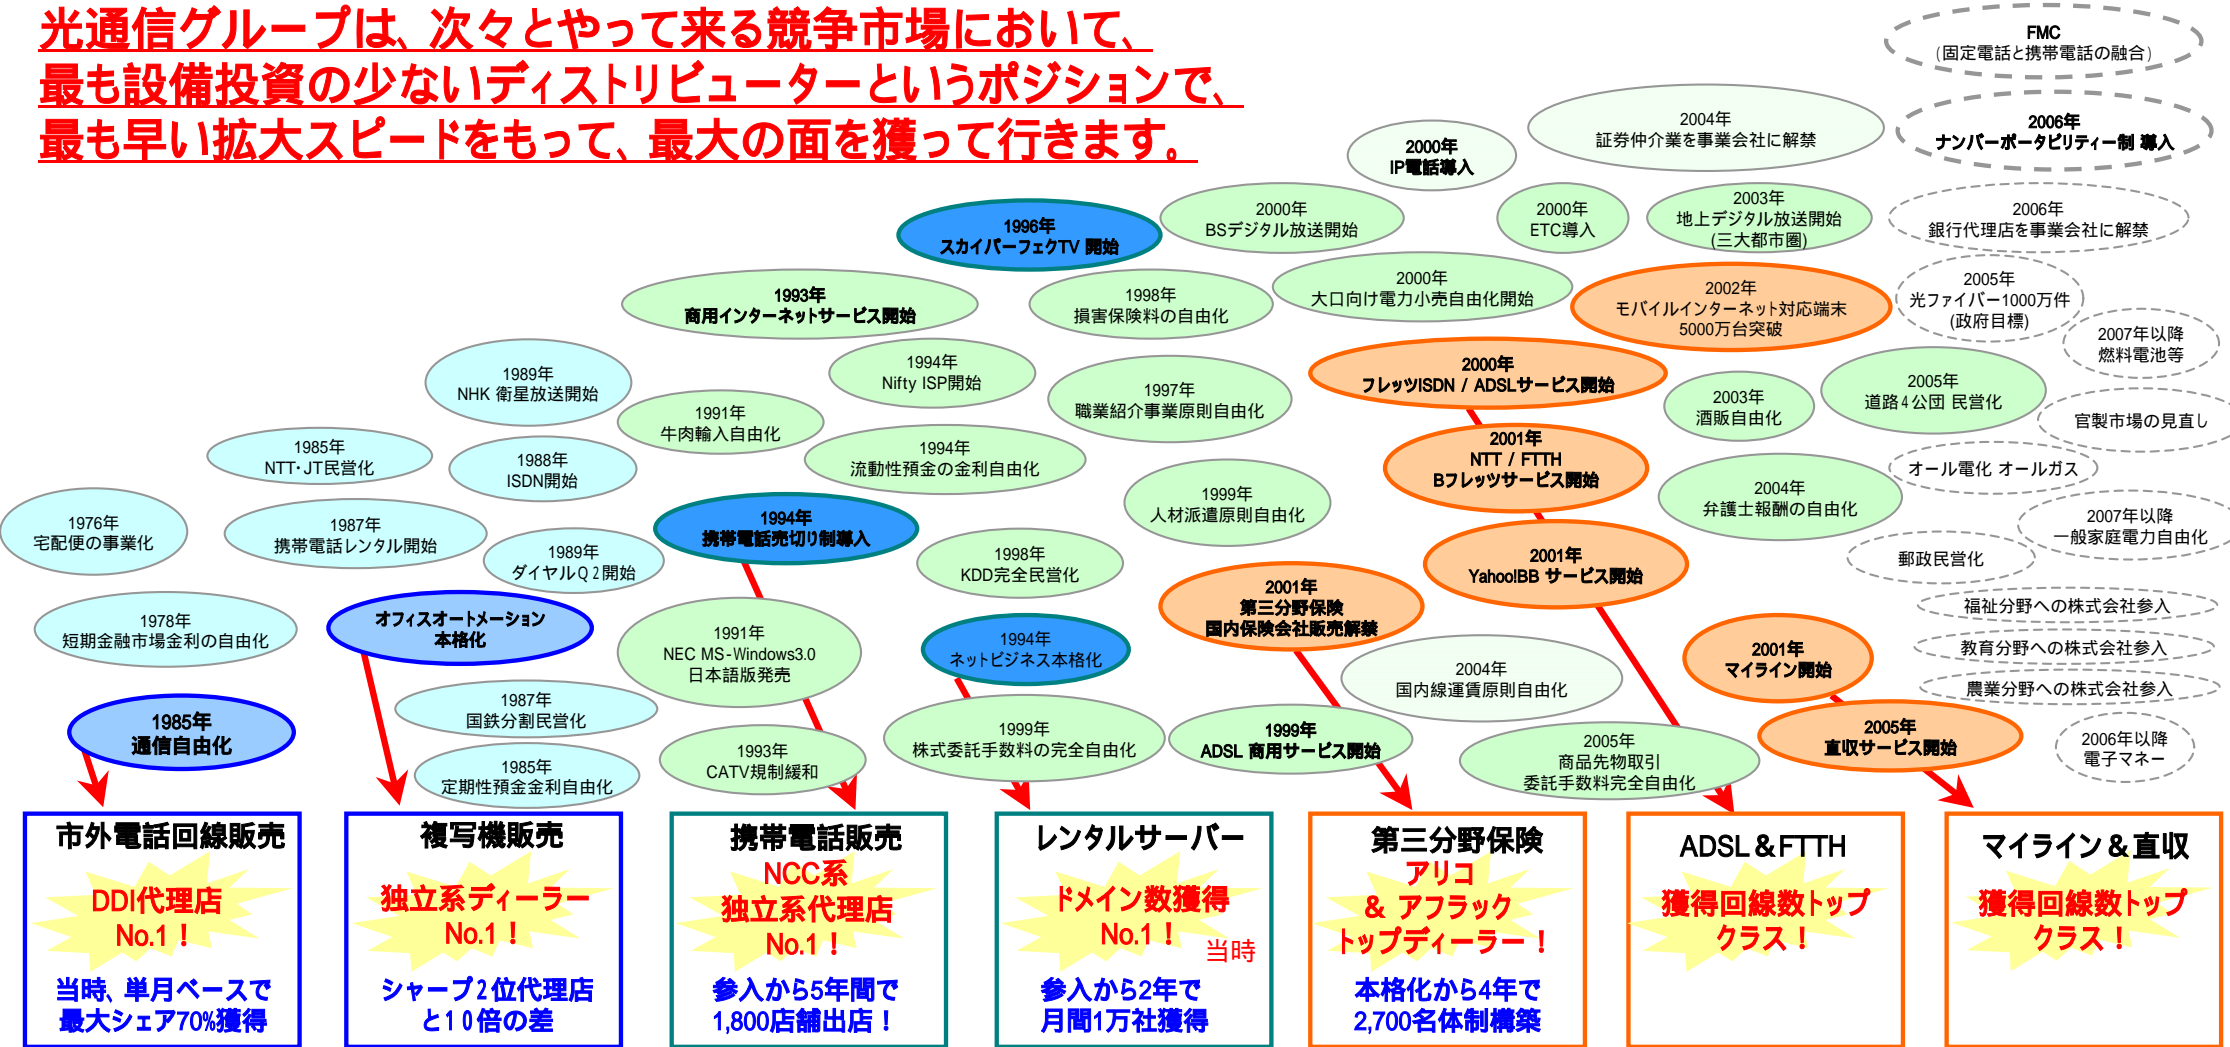 光通信グループは、次々とやって来る競争市場において、
最も設備投資の少ないディストリビューターというポジションで、
最も早い拡大スピードをもって、最大の面を獲って行きます。
FMC
(固定電話と携帯電話の融合)
2004年
証券仲介業を事業会社に解禁
2006年
ナンバーポータビリティー制 導入
2000年
IP電話導入
1996年
スカイパーフェクTV 開始
2000年
BSデジタル放送開始
2000年
ETC導入
2003年
地上デジタル放送開始
(三大都市圏)
2006年
銀行代理店を事業会社に解禁
1993年
商用インターネットサービス開始
1998年
損害保険料の自由化
2000年
大口向け電力小売自由化開始
2002年
モバイルインターネット対応端末
5000万台突破
2005年
光ファイバー1000万件
(政府目標)
2007年以降
燃料電池等
1989年
NHK 衛星放送開始
1994年
Nifty ISP開始
1997年
職業紹介事業原則自由化
2000年
フレッツISDN / ADSLサービス開始
2003年
酒販自由化
2005年
道路4公団 民営化
官製市場の見直し
1991年
牛肉輸入自由化
1985年
NTT・JT民営化
1988年
ISDN開始
1994年
流動性預金の金利自由化
2001年
NTT / FTTH
Bフレッツサービス開始
オール電化 オールガス
1976年
宅配便の事業化
1987年
携帯電話レンタル開始
1989年
ダイヤルQ2開始
1994年
携帯電話売切り制導入
1999年
人材派遣原則自由化
2004年
弁護士報酬の自由化
2007年以降
一般家庭電力自由化
1998年
KDD完全民営化
2001年
Yahoo!BB サービス開始
郵政民営化
1978年
短期金融市場金利の自由化
オフィスオートメーション
本格化
1991年
NEC MS-Windows3.0
日本語版発売
1994年
ネットビジネス本格化
2001年
第三分野保険
国内保険会社販売解禁
2004年
国内線運賃原則自由化
2001年
マイライン開始
福祉分野への株式会社参入
教育分野への株式会社参入
農業分野への株式会社参入
1985年
通信自由化
1987年
国鉄分割民営化
1985年
定期性預金金利自由化
1993年
CATV規制緩和
1999年
株式委託手数料の完全自由化
1999年
ADSL 商用サービス開始
2005年
商品先物取引
委託手数料完全自由化
2005年
直収サービス開始
2006年以降
電子マネー
市外電話回線販売
DDI代理店
No.1!
当時、単月ベースで
最大シェア70%獲得
複写機販売
独立系ディーラー
No.1!
シャープ2位代理店
と10倍の差
携帯電話販売
NCC系
独立系代理店
No.1!
参入から5年間で
1,800店舗出店!
レンタルサーバー
ドメイン数獲得
No.1!
当時
参入から2年で
月間1万社獲得
第三分野保険
アリコ
& アフラック
トップディーラー!
本格化から4年で
2,700名体制構築
ADSL&FTTH
獲得回線数トップ
クラス!
マイライン&直収
獲得回線数トップ
クラス!